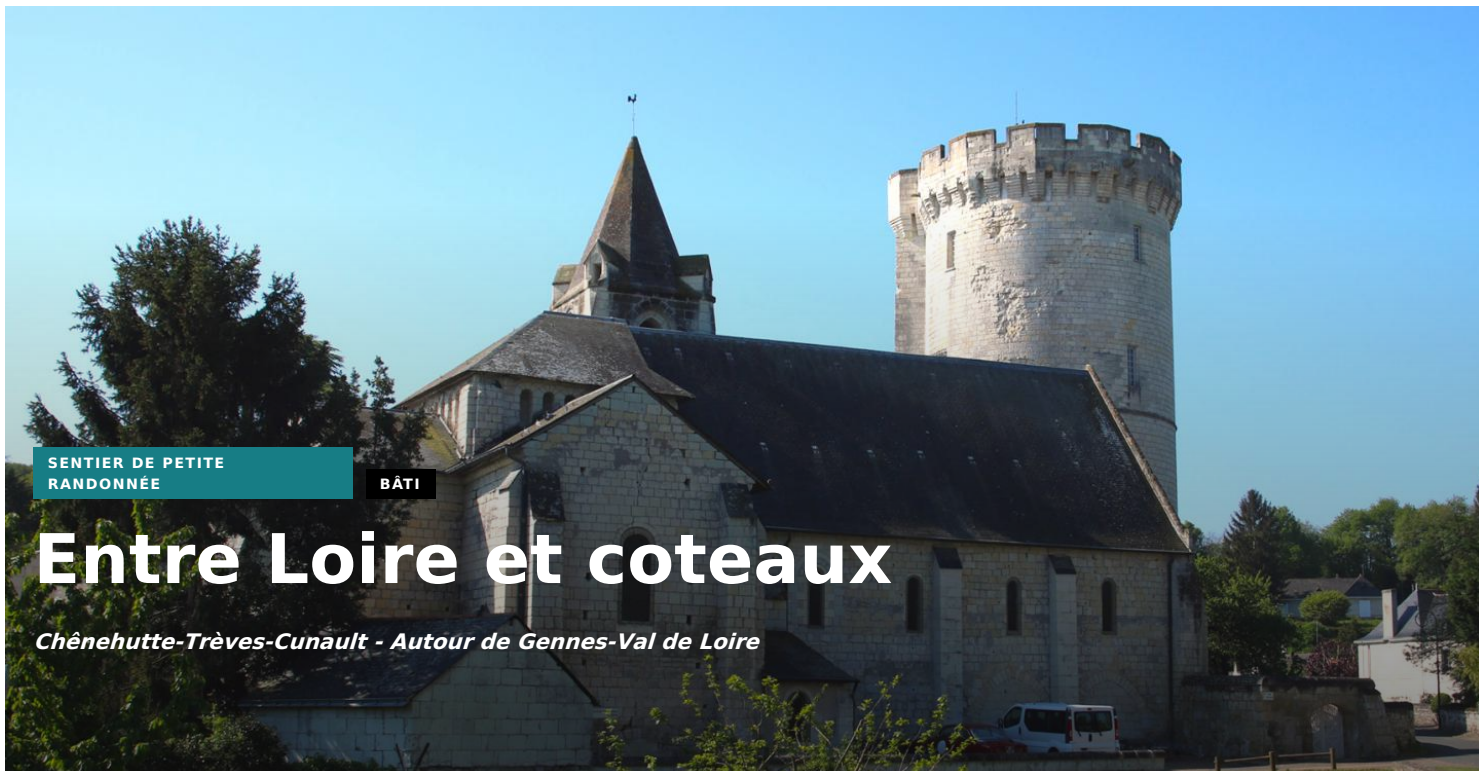 SENTIER DE PETITE
RANDONNÉE
BÂTI
Entre Loire et coteaux
Chênehutte-Trèves-Cunault - Autour de Gennes-Val de Loire